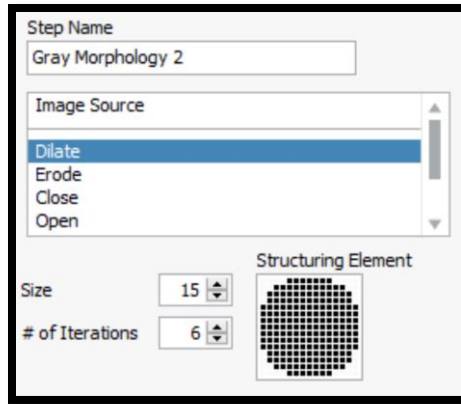 Step Name
Gray Morphology 2
Image Source
Dilate
Erode
Close
Open
Structuring Element
Size 15
# of Iterations 6